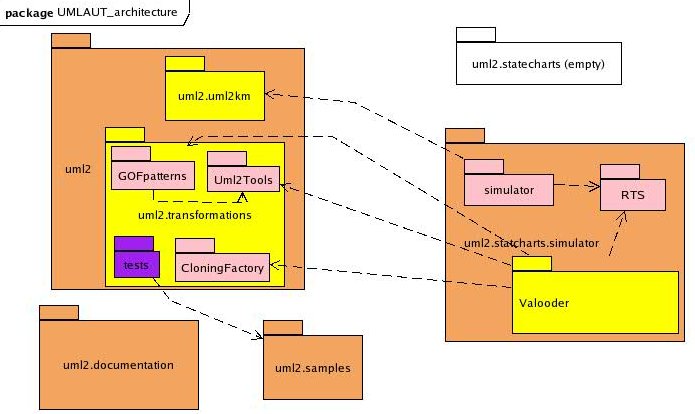 package UMLAUT_architecture
uml2.statecharts (empty)
uml2.uml2km
uml2
GOFpatterns
Uml2Tools
uml2.transformations
tests
CloningFactory
simulator
RTS
uml2.statcharts.simulator
Valooder
uml2.documentation
uml2.samples